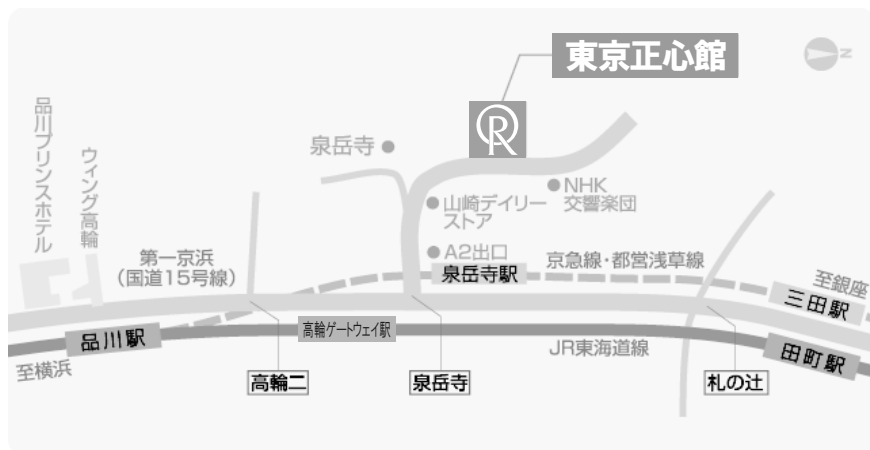 東京正心館
N
R
泉岳寺
品川プリンスホテル
ウィング高輪
NHK
交響楽団
山崎デイリー
ストア
A2出口
第一京浜
(国道15号線)
京急線・都営浅草線
泉岳寺駅
至銀座
三田駅
品川駅
高輪ゲートウェイ駅
JR東海道線
田町駅
至横浜
高輪二
泉岳寺
札の辻